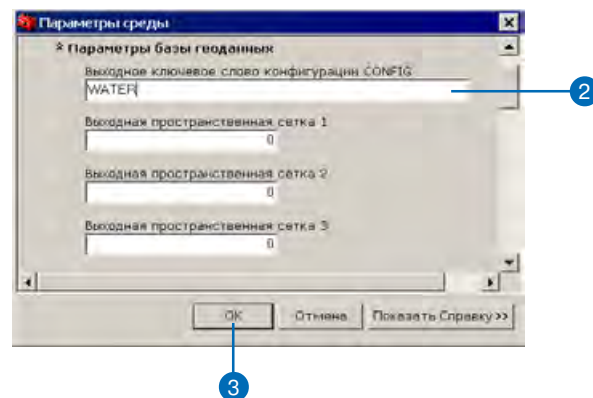 Параметры среды
Параметры базы геоданных
Выходное ключевое слово конфигурации CONFIG
WATER
2
Выходная пространственная сетка 1
0
Выходная пространственная сетка 2
0
Выходная пространственная сетка 3
0
OK Отмена Показать Справку >>
3